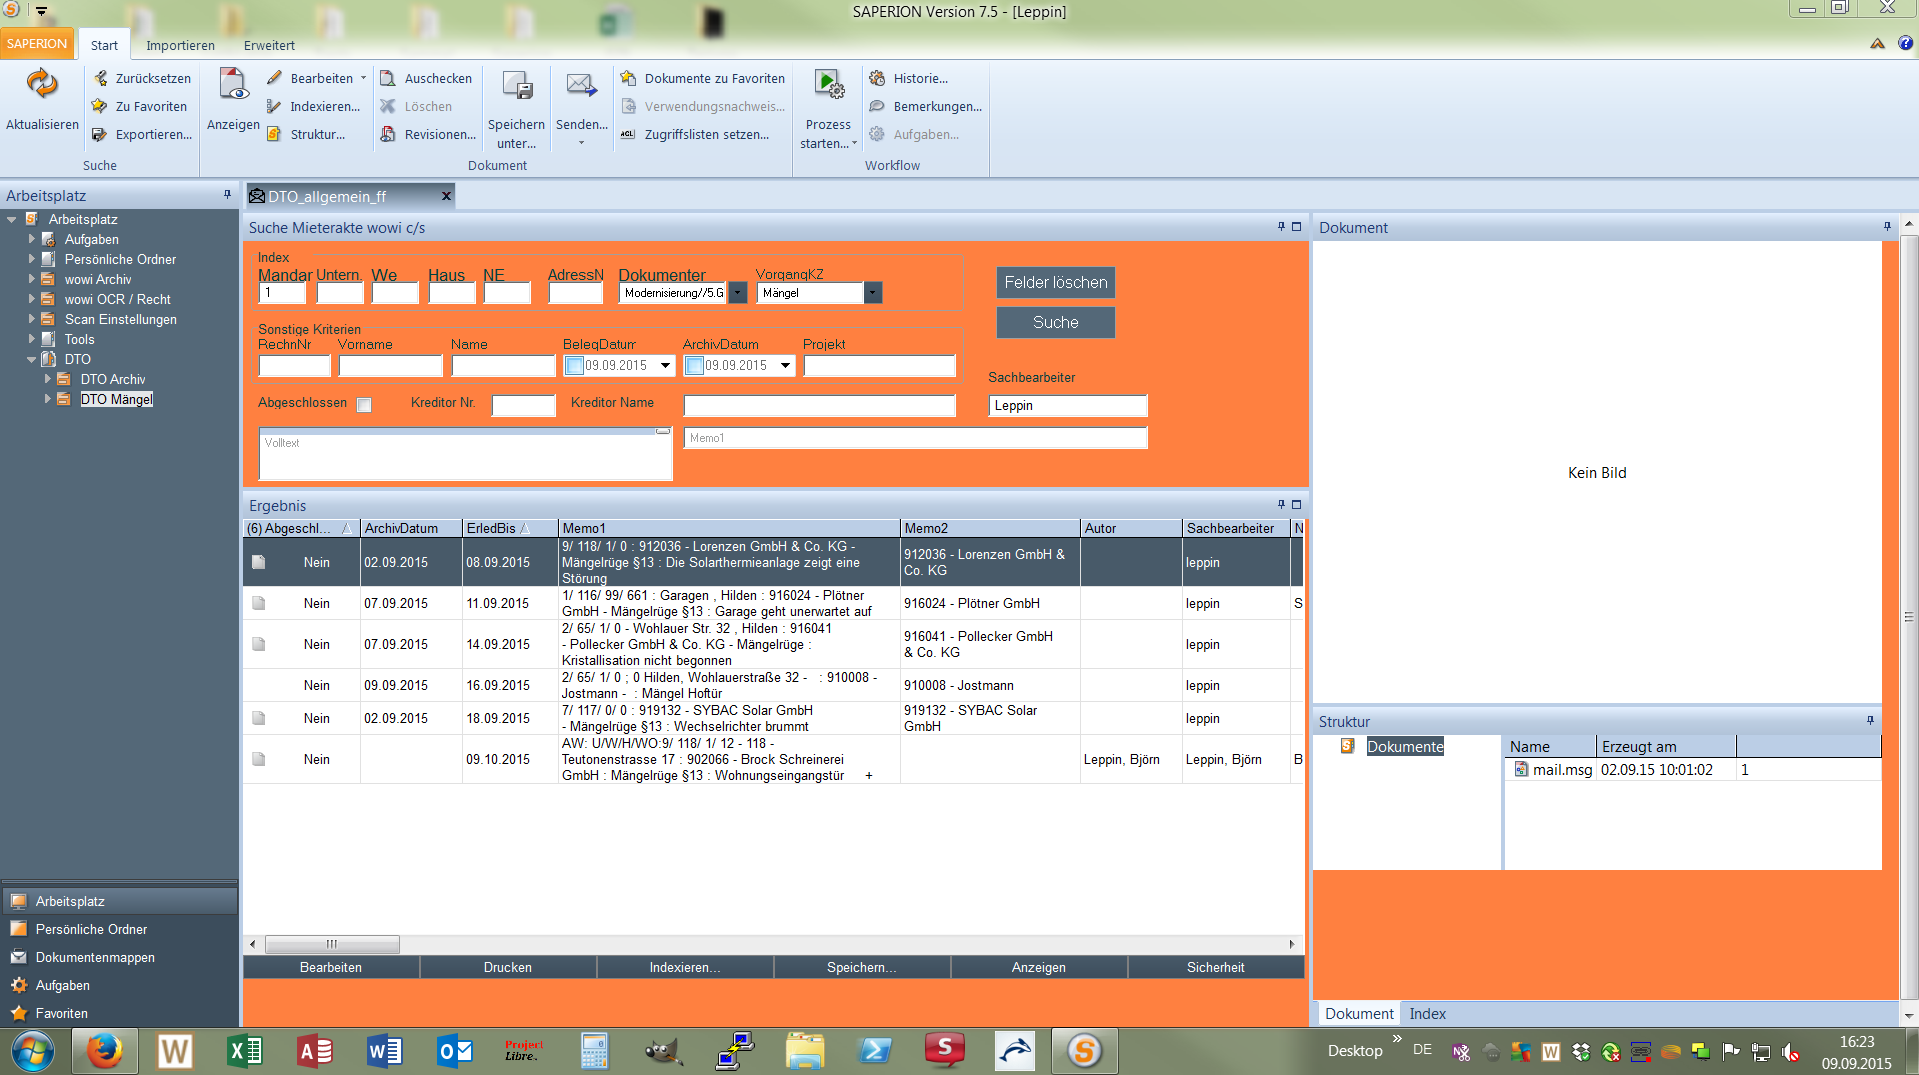 SAPERION Version 7.5 - [Leppin]
SAPERION
Start
Importieren
Erweitert
Aktualisieren
Zurücksetzen
Zu Favoriten
Exportieren...
Suche
Anzeigen
Bearbeiten
Indexieren...
Struktur...
Auschecken
Löschen
Revisionen...
Speichern
unter...
Senden...
Dokument
Dokumente zu Favoriten
Verwendungsnachweis...
ACL Zugriffslisten setzen...
Prozess
starten...
Historie...
Bemerkungen...
Aufgaben...
Workflow
Arbeitsplatz
Arbeitsplatz
Aufgaben
Persönliche Ordner
wowi Archiv
wowi OCR / Recht
Scan Einstellungen
Tools
DTO
DTO Archiv
DTO Mängel
Arbeitsplatz
Persönliche Ordner
Dokumentenmappen
Aufgaben
Favoriten
DTO_allgemein_ff x
Suche Mieterakte wowi c/s
Index
Mandar Untern. We Haus NE AdressN Dokumenter VorgangKZ
1 Modernisierung//5.G Mängel
Felder löschen
Suche
Sonstige Kriterien
RechnNr Vorname Name BelegDatum ArchivDatum Projekt
09.09.2015 09.09.2015
Sachbearbeiter
Abgeschlossen Kreditor Nr. Kreditor Name Leppin
Volltext
Memo1
Ergebnis
(6) Abgeschl... ArchivDatum ErledBis Memo1 Memo2 Autor Sachbearbeiter N
Nein 02.09.2015 08.09.2015
9/ 118/ 1/ 0 : 912036 - Lorenzen GmbH & Co. KG -
Mängelrüge §13 : Die Solarthermieanlage zeigt eine
Störung
912036 - Lorenzen GmbH &
Co. KG
leppin
Nein 07.09.2015 11.09.2015
1/ 116/ 99/ 661 : Garagen , Hilden : 916024 - Plötner
GmbH - Mängelrüge §13 : Garage geht unerwartet auf
916024 - Plötner GmbH
leppin S
Nein 07.09.2015 14.09.2015
2/ 65/ 1/ 0 - Wohlauer Str. 32 , Hilden : 916041
- Pollecker GmbH & Co. KG - Mängelrüge :
Kristallisation nicht begonnen
916041 - Pollecker GmbH
& Co. KG
leppin
Nein 09.09.2015 16.09.2015
2/ 65/ 1/ 0 ; 0 Hilden, Wohlauerstraße 32 - : 910008 -
Jostmann - : Mängel Hoftür
910008 - Jostmann
leppin
Nein 02.09.2015 18.09.2015
7/ 117/ 0/ 0 : 919132 - SYBAC Solar GmbH
- Mängelrüge §13 : Wechselrichter brummt
919132 - SYBAC Solar
GmbH
leppin
Nein 09.10.2015
AW: U/W/H/WO:9/ 118/ 1/ 12 - 118 -
Teutonenstrasse 17 : 902066 - Brock Schreinerei
GmbH : Mängelrüge §13 : Wohnungseingangstür +
Leppin, Björn Leppin, Björn B
Bearbeiten Drucken Indexieren... Speichern... Anzeigen Sicherheit
Dokument
Kein Bild
Struktur
Dokumente
Name Erzeugt am
mail.msg 02.09.15 10:01:02 1
Dokument Index
W X A W O Project
Libre. S S
Desktop » DE W
16:23
09.09.2015